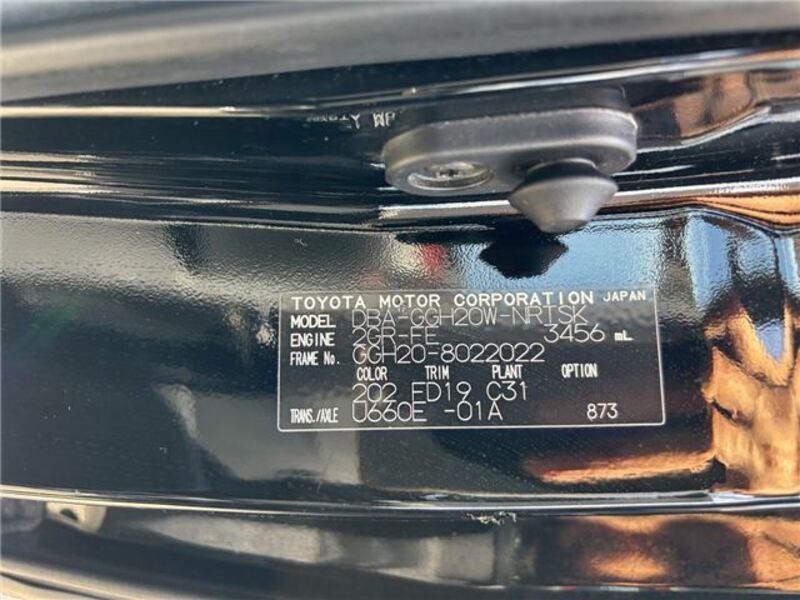 TOYOTA MOTOR CORPORATION JAPAN
MODEL DBA-GGH20W-NRTSK
ENGINE 2GR-FE 3456 mL
FRAME No. GGH20-8022022
COLOR TRIM PLANT OPTION
202 FD19 C31
TRANS./AXLE U660E -01A 873